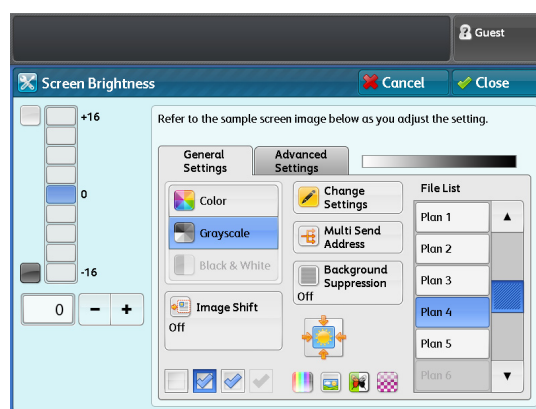 Guest
Screen Brightness
Cancel
Close
+16
0
-16
0
- +
Refer to the sample screen image below as you adjust the setting.
General
Settings
Advanced
Settings
Color
Grayscale
Black & White
Image Shift
Off
Change
Settings
Multi Send
Address
Background
Suppression
Off
File List
Plan 1
Plan 2
Plan 3
Plan 4
Plan 5
Plan 6